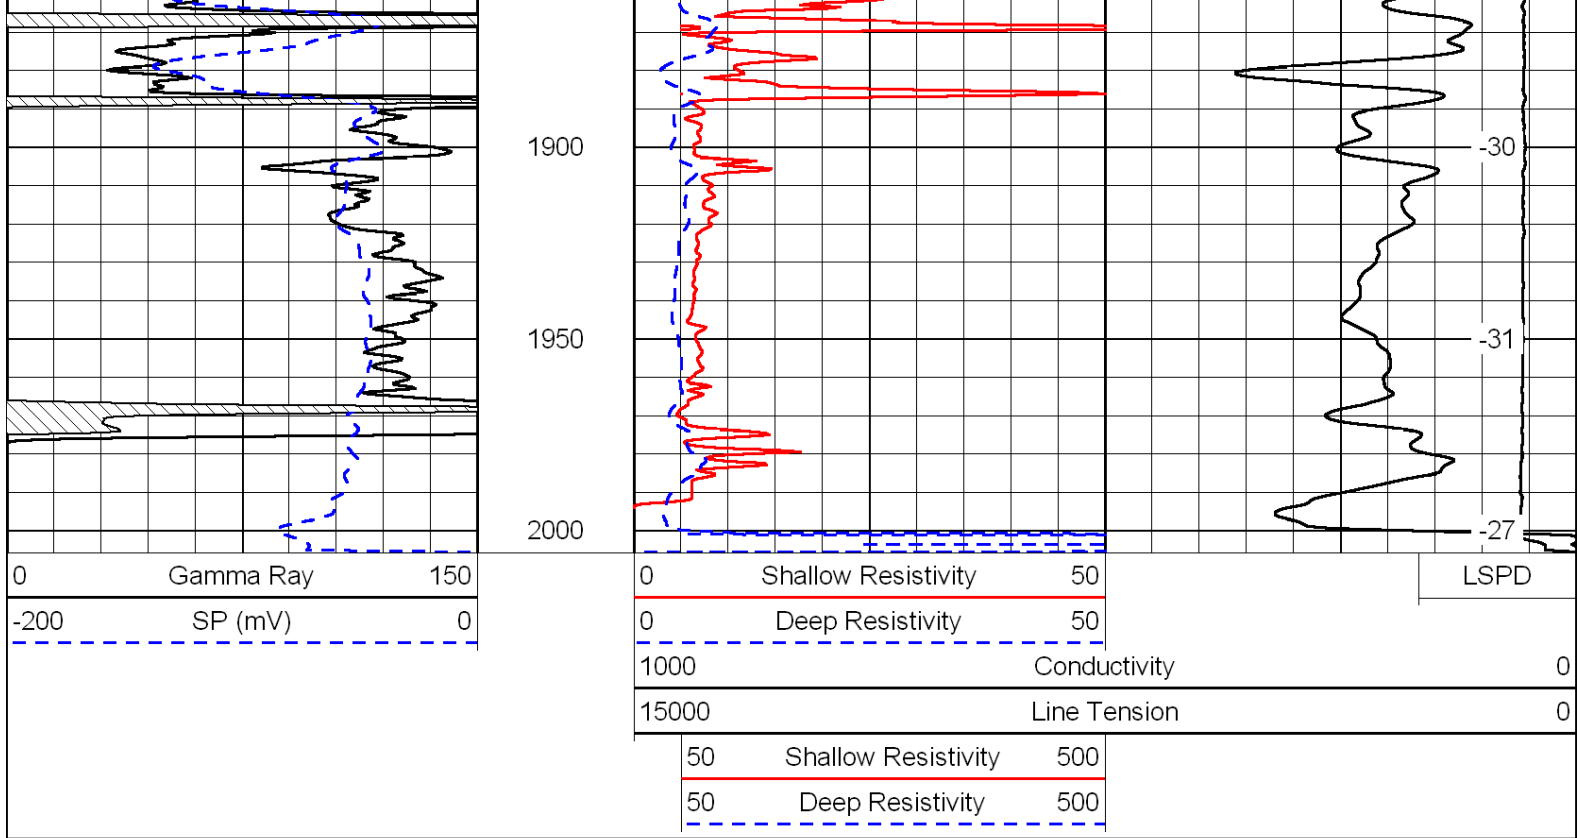 1900 -30
1950 -31
2000 -27
0 Gamma Ray 150 0 Shallow Resistivity 50 LSPD
-200 SP (mV) 0 0 Deep Resistivity 50
1000 Conductivity 0
15000 Line Tension 0
50 Shallow Resistivity 500
50 Deep Resistivity 500